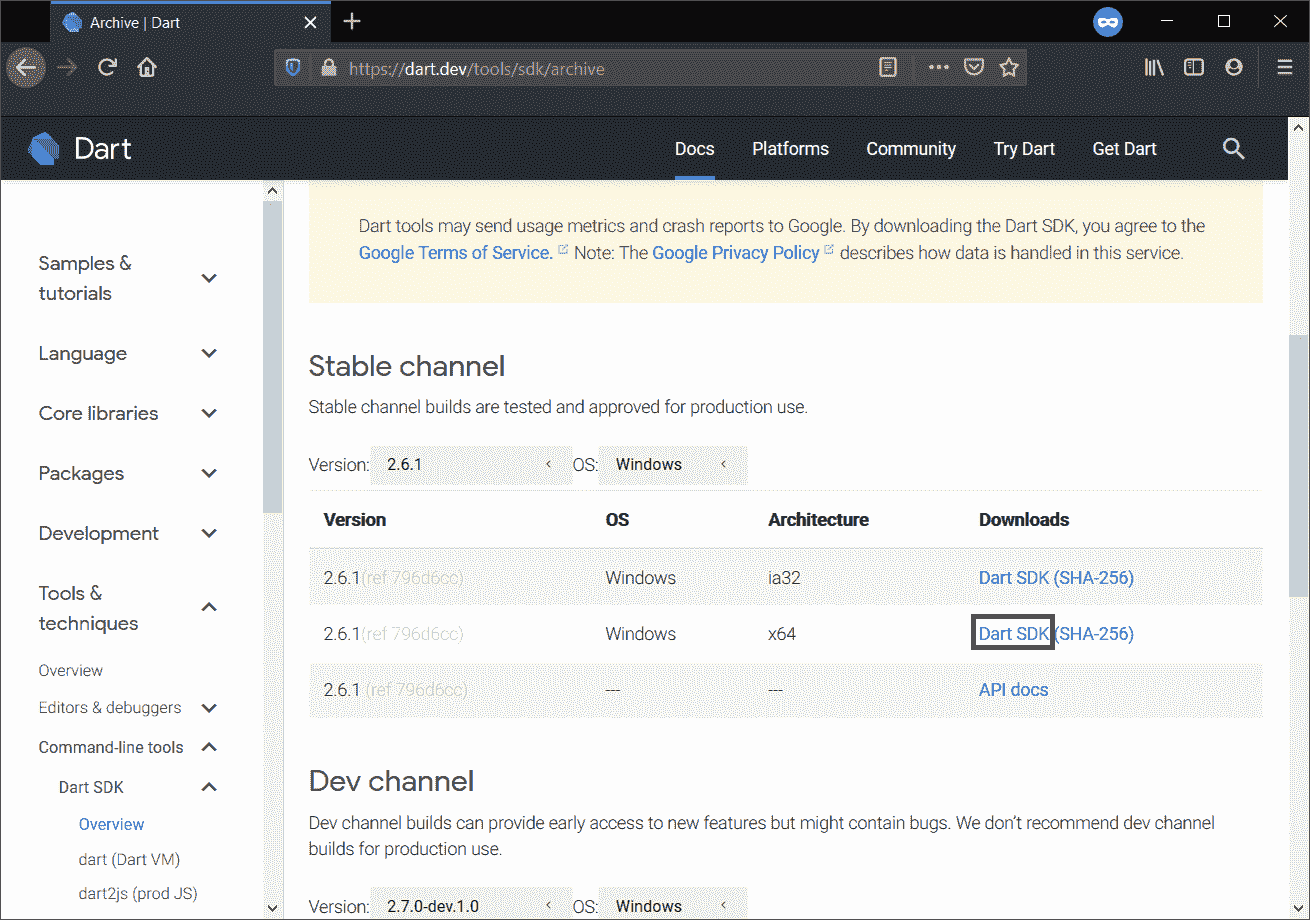 Archive | Dart
https://dart.dev/tools/sdk/archive
Dart
Docs
Platforms
Community
Try Dart
Get Dart
Samples &
tutorials
Language
Core libraries
Packages
Development
Tools &
techniques
Overview
Editors & debuggers
Command-line tools
Dart SDK
Overview
dart (Dart VM)
dart2js (prod JS)
Dart tools may send usage metrics and crash reports to Google. By downloading the Dart SDK, you agree to the
Google Terms of Service. Note: The Google Privacy Policy describes how data is handled in this service.
Stable channel
Stable channel builds are tested and approved for production use.
Version: 2.6.1 OS: Windows
Version OS Architecture Downloads
2.6.1 (ref 796d6cc) Windows ia32 Dart SDK (SHA-256)
2.6.1 (ref 796d6cc) Windows x64 Dart SDK (SHA-256)
2.6.1 (ref 796d6cc) --- --- API docs
Dev channel
Dev channel builds can provide early access to new features but might contain bugs. We don’t recommend dev channel
builds for production use.
Version: 2.7.0-dev.1.0 OS: Windows